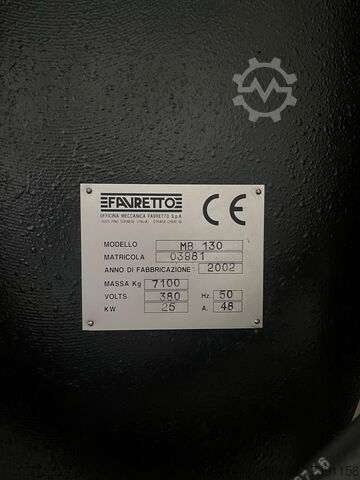 FAVRETTO
OFFICINA MECCANICA FAVRETTO S.p.A.
CE
MODELLO MB 130
MATRICOLA 03881
ANNO DI FABBRICAZIONE 2002
MASSA Kg 7100
VOLTS 380 Hz. 50
KW 25 A. 48